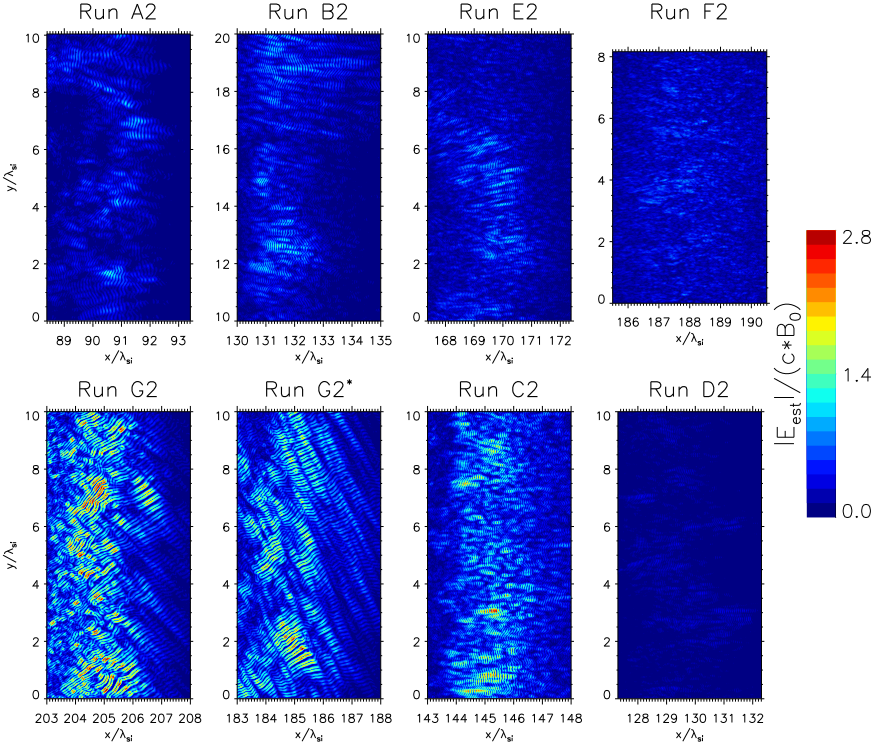 Run A2 Run B2 Run E2 Run F2
10 8 6 4 2 0
y/λsi
89 90 91 92 93
x/λsi
20 18 16 14 12 10
130 131 132 133 134 135
x/λsi
10 8 6 4 2 0
168 169 170 171 172
x/λsi
8 6 4 2 0
186 187 188 189 190
x/λsi
2.8
1.4
0.0
|Eest|/(c*B0)
Run G2 Run G2* Run C2 Run D2
10 8 6 4 2 0
y/λsi
203 204 205 206 207 208
x/λsi
10 8 6 4 2 0
183 184 185 186 187 188
x/λsi
10 8 6 4 2 0
143 144 145 146 147 148
x/λsi
10 8 6 4 2 0
128 129 130 131 132
x/λsi